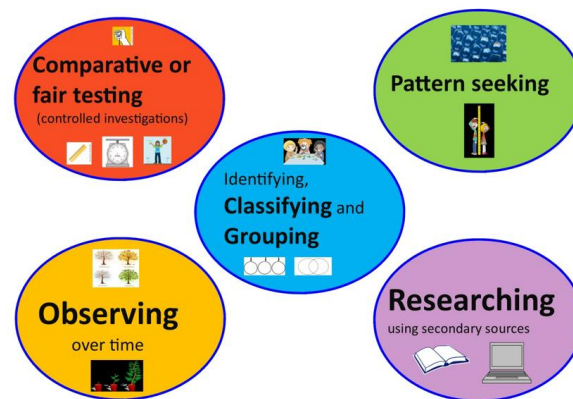 Comparative or
fair testing
(controlled investigations)
Pattern seeking
Identifying,
Classifying and
Grouping
Observing
over time
Researching
using secondary sources